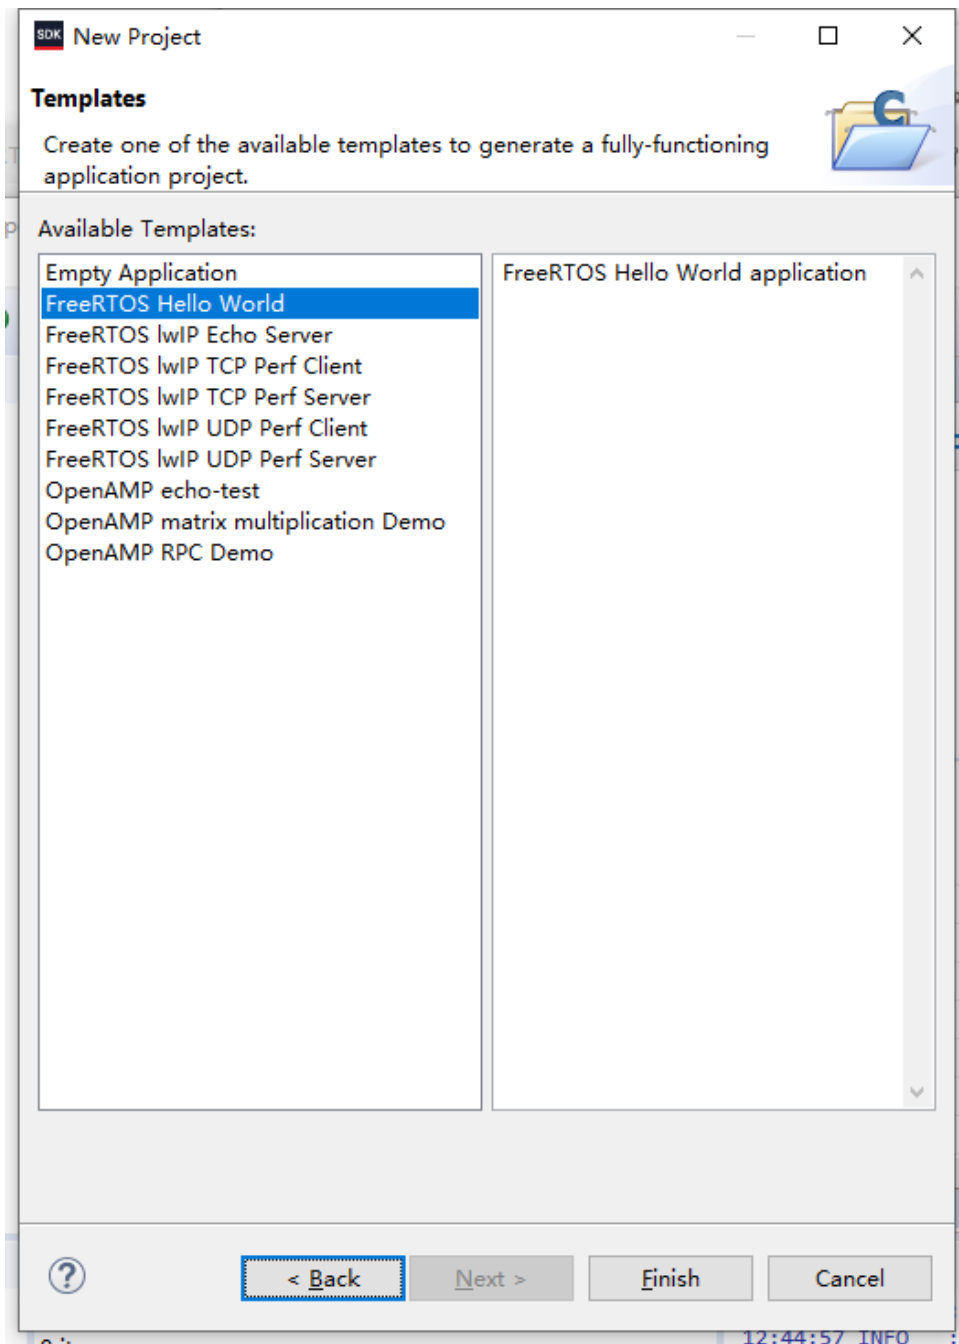 SDK New Project
Templates
Create one of the available templates to generate a fully-functioning
application project.
Available Templates:
Empty Application
FreeRTOS Hello World
FreeRTOS lwIP Echo Server
FreeRTOS lwIP TCP Perf Client
FreeRTOS lwIP TCP Perf Server
FreeRTOS lwIP UDP Perf Client
FreeRTOS lwIP UDP Perf Server
OpenAMP echo-test
OpenAMP matrix multiplication Demo
OpenAMP RPC Demo
FreeRTOS Hello World application
< Back
Next >
Finish
Cancel
12:44:57 INFO :